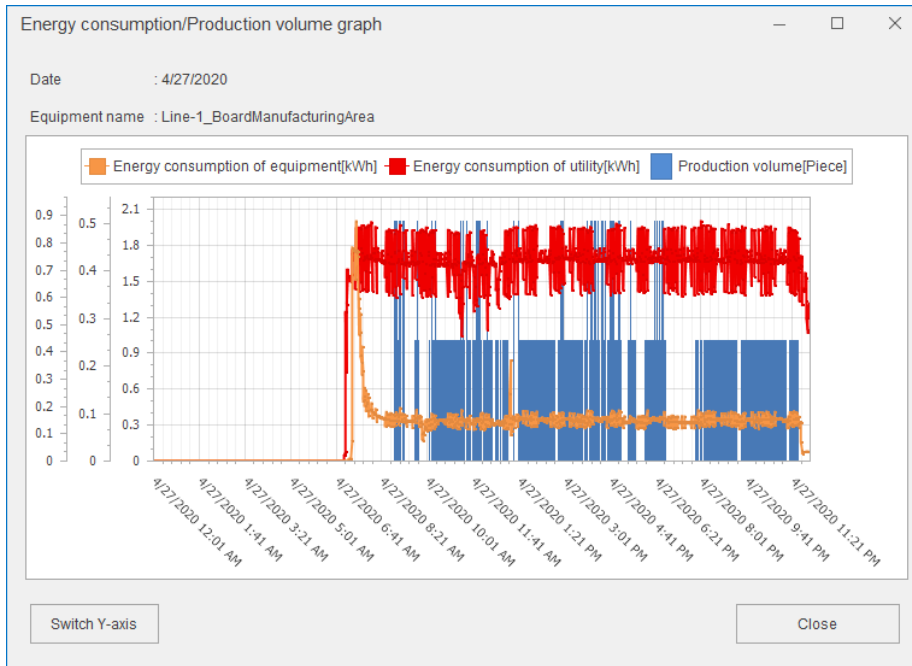 Energy consumption/Production volume graph
Date : 4/27/2020
Equipment name : Line-1_BoardManufacturingArea
Energy consumption of equipment[kWh] Energy consumption of utility[kWh] Production volume[Piece]
0.9
0.8
0.7
0.6
0.5
0.4
0.3
0.2
0.1
0
0.5
0.4
0.3
0.2
0.1
0
2.1
1.8
1.5
1.2
0.9
0.6
0.3
0
4/27/2020 12:01 AM
4/27/2020 1:41 AM
4/27/2020 3:21 AM
4/27/2020 5:01 AM
4/27/2020 6:41 AM
4/27/2020 8:21 AM
4/27/2020 10:01 AM
4/27/2020 11:41 AM
4/27/2020 1:21 PM
4/27/2020 3:01 PM
4/27/2020 4:41 PM
4/27/2020 6:21 PM
4/27/2020 8:01 PM
4/27/2020 9:41 PM
4/27/2020 11:21 PM
Switch Y-axis
Close